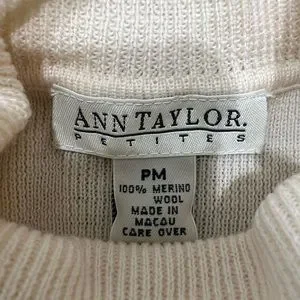 ANN TAYLOR.
PETITES
PM
100% MERINO
WOOL
MADE IN
MACAU
CARE OVER